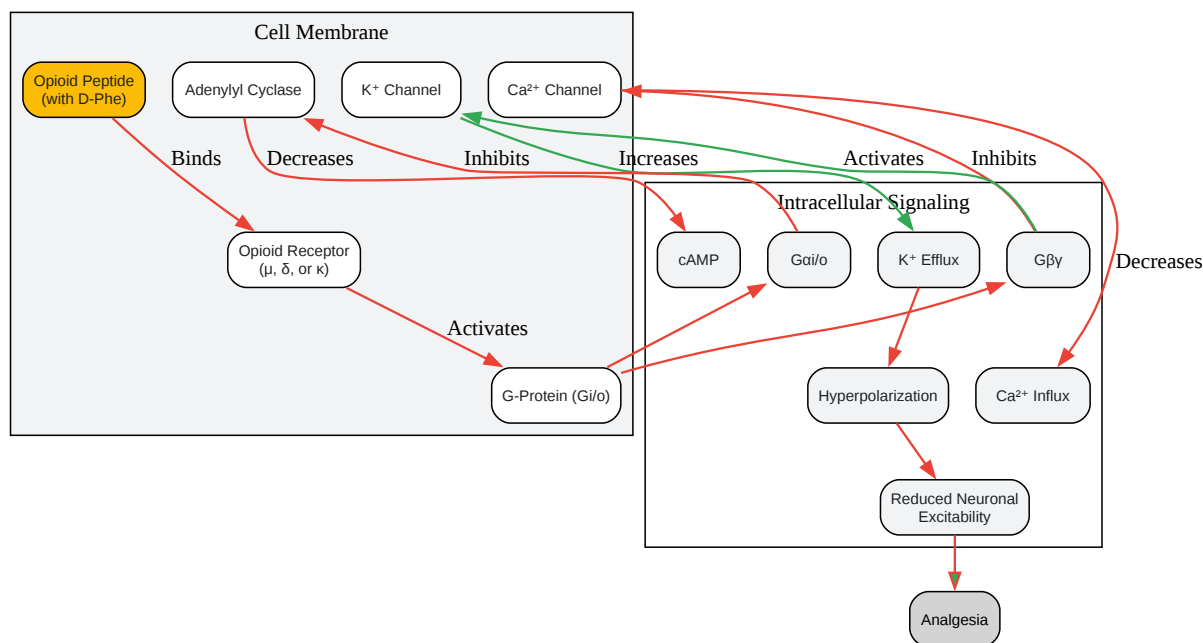 Cell Membrane
Opioid Peptide
(with D-Phe)
Adenylyl Cyclase
K⁺ Channel
Ca²⁺ Channel
Binds
Decreases
Inhibits
Increases
Activates
Inhibits
Intracellular Signaling
Opioid Receptor
(μ, δ, or κ)
cAMP
Gαi/o
K⁺ Efflux
Gβγ
Decreases
Activates
G-Protein (Gi/o)
Hyperpolarization
Ca²⁺ Influx
Reduced Neuronal
Excitability
Analgesia